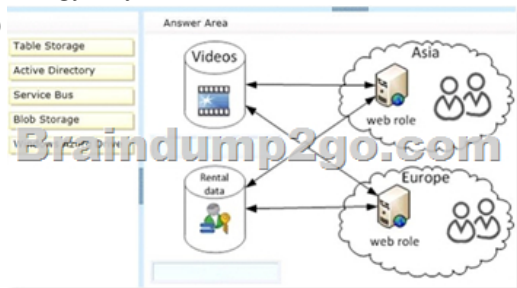 Answer Area
Table Storage
Active Directory
Service Bus
Blob Storage
Braindump2go.com
Videos
Asia
web role
Rental
data
Europe
web role